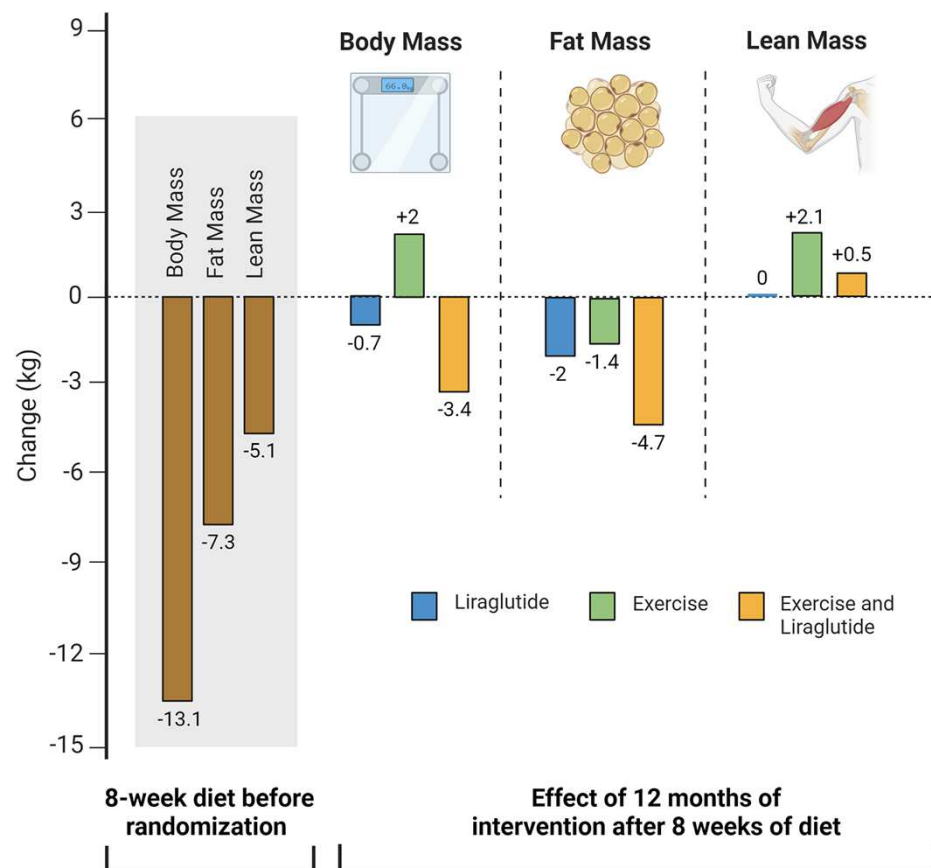 Body Mass
Fat Mass
Lean Mass
66.0kg
9
6
3
0
-3
-6
-9
-12
-15
Change (kg)
Body Mass
Fat Mass
Lean Mass
-13.1
-7.3
-5.1
-0.7
+2
-3.4
-2
-1.4
-4.7
0
+2.1
+0.5
Liraglutide
Exercise
Exercise and
Liraglutide
8-week diet before
randomization
Effect of 12 months of
intervention after 8 weeks of diet